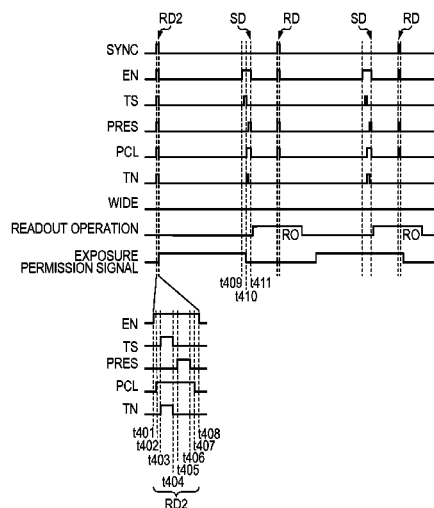 RD2 SD RD SD RD
SYNC
EN
TS
PRES
PCL
TN
WIDE
READOUT OPERATION RO RO
EXPOSURE
PERMISSION SIGNAL
t409 t411
t410
EN
TS
PRES
PCL
TN
t401 t408
t402 t407
t403 t406
t405
t404
RD2